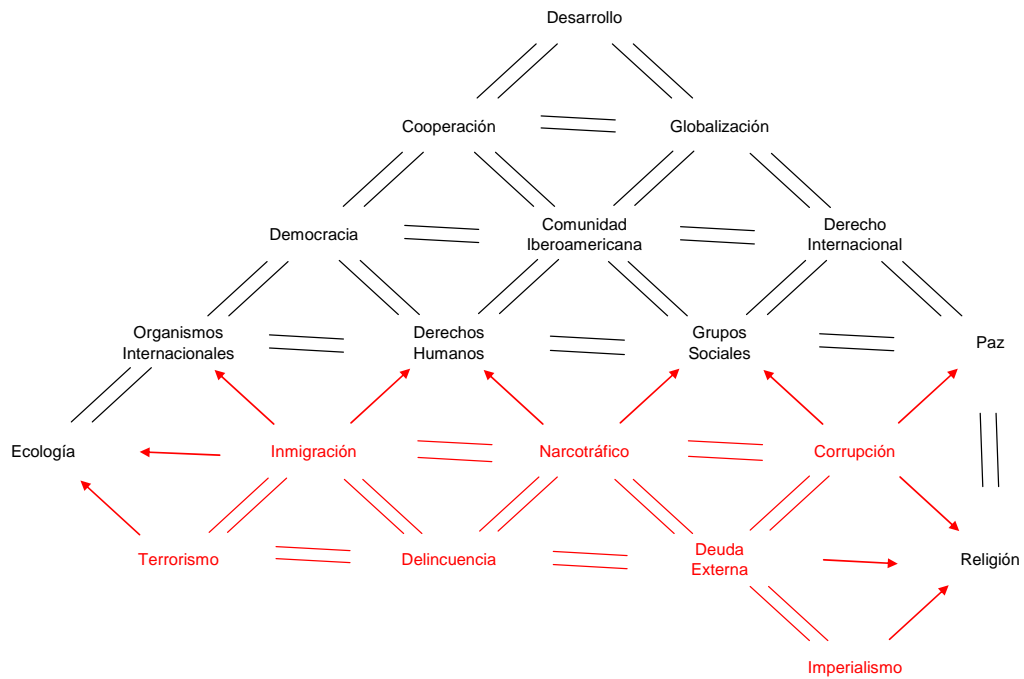 Desarrollo
Cooperación
Globalización
Democracia
Comunidad
Iberoamericana
Derecho
Internacional
Organismos
Internacionales
Derechos
Humanos
Grupos
Sociales
Paz
Ecología
Inmigración
Narcotráfico
Corrupción
Terrorismo
Delincuencia
Deuda
Externa
Religión
Imperialismo